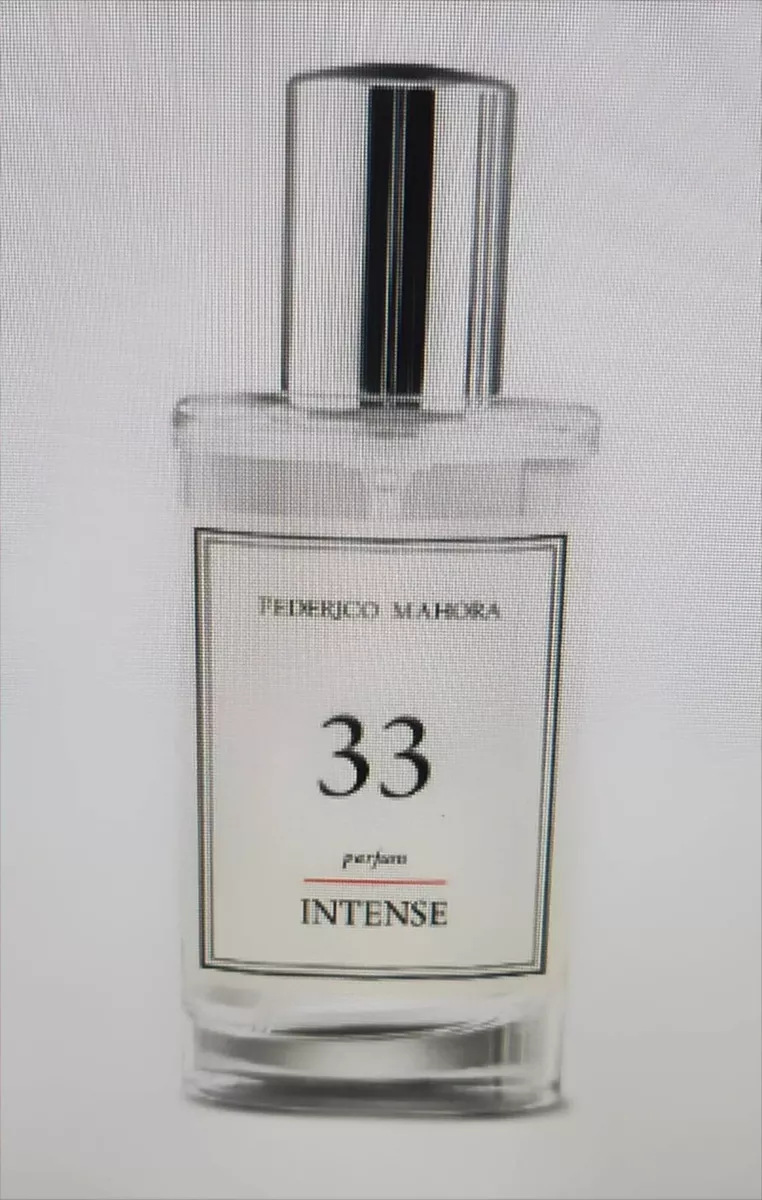 FEDERICO MAHORA
33
parfum
INTENSE